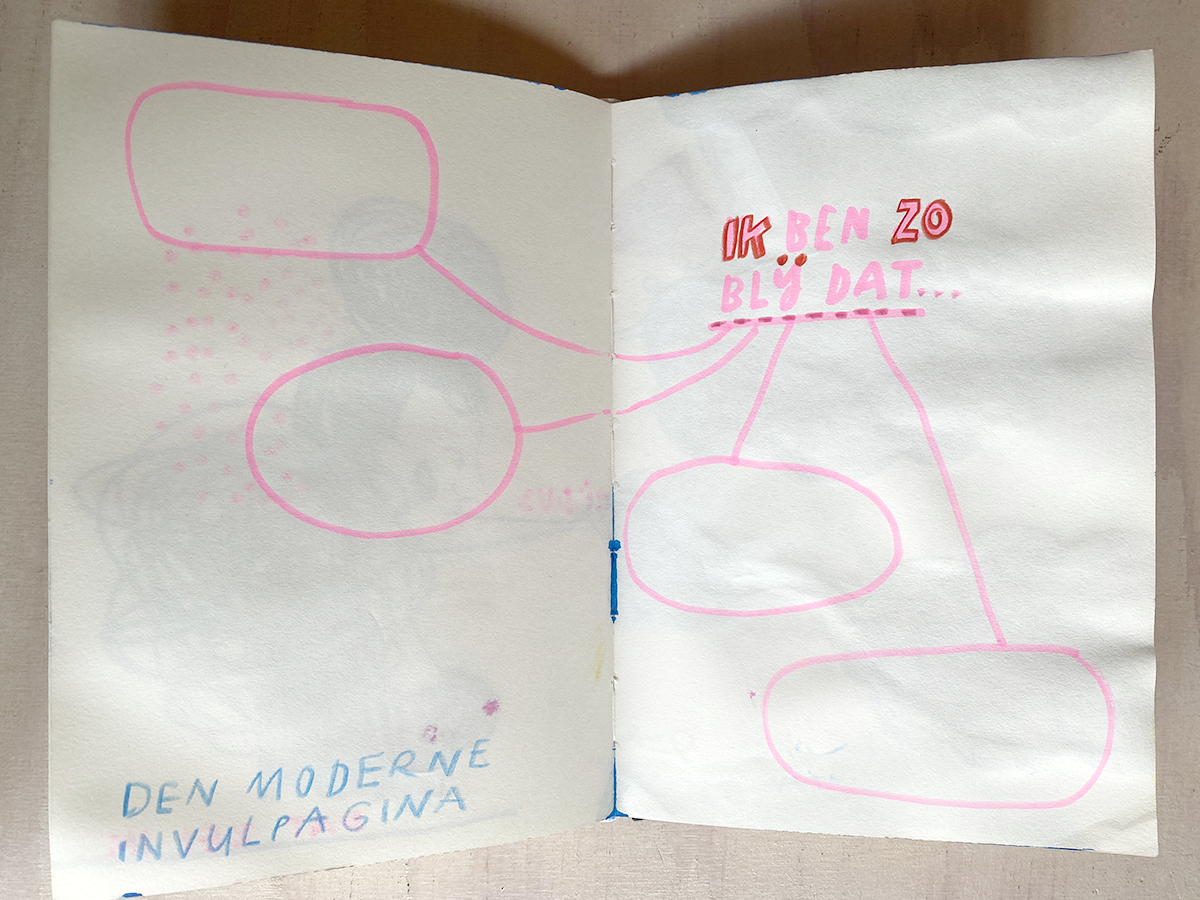 DEN MODERNE
INVULPAGINA
IK BEN ZO
BLŸ DAT...